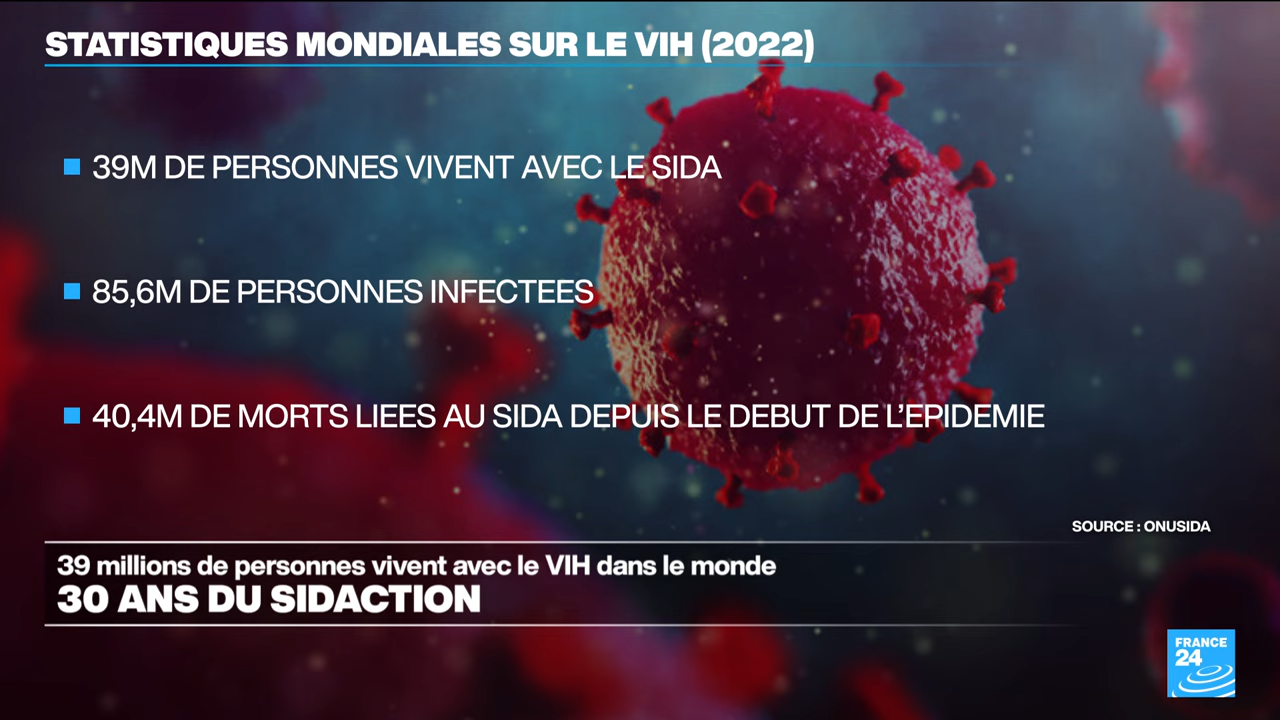 STATISTIQUES MONDIALES SUR LE VIH (2022)
39M DE PERSONNES VIVENT AVEC LE SIDA
85,6M DE PERSONNES INFECTEES
40,4M DE MORTS LIEES AU SIDA DEPUIS LE DEBUT DE L’EPIDEMIE
SOURCE : ONUSIDA
39 millions de personnes vivent avec le VIH dans le monde
30 ANS DU SIDACTION
FRANCE
24